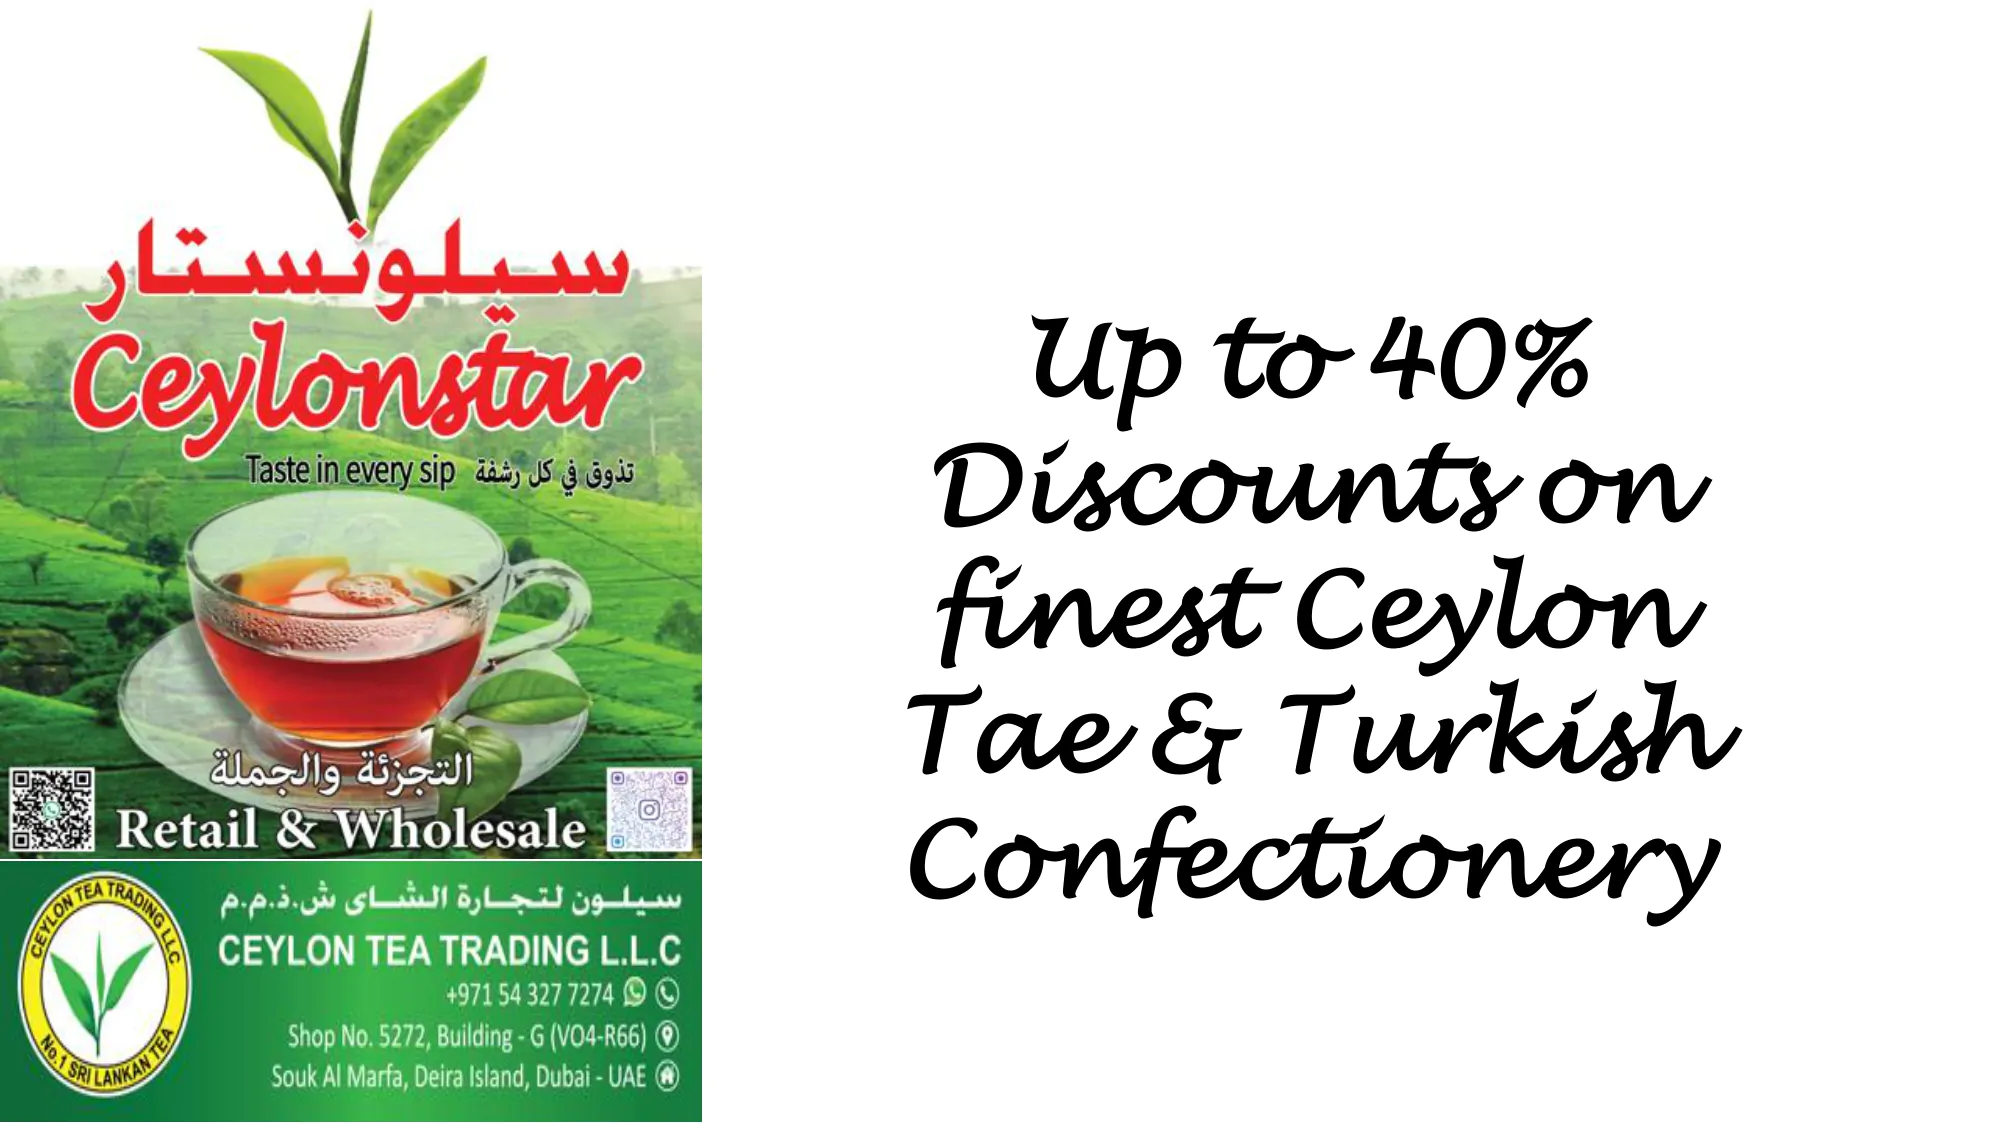 سيلونستار
Ceylonstar
Taste in every sip تذوق في كل رشفة
التجزئة والجملة
Retail & Wholesale
CEYLON TEA TRADING LLC
No.1 SRI LANKAN TEA
سيلون لتجارة الشاى ش.ذ.م.م
CEYLON TEA TRADING L.L.C
+971 54 327 7274
Shop No. 5272, Building - G (VO4-R66)
Souk Al Marfa, Deira Island, Dubai - UAE
Up to 40%
Discounts on
finest Ceylon
Tae & Turkish
Confectionery